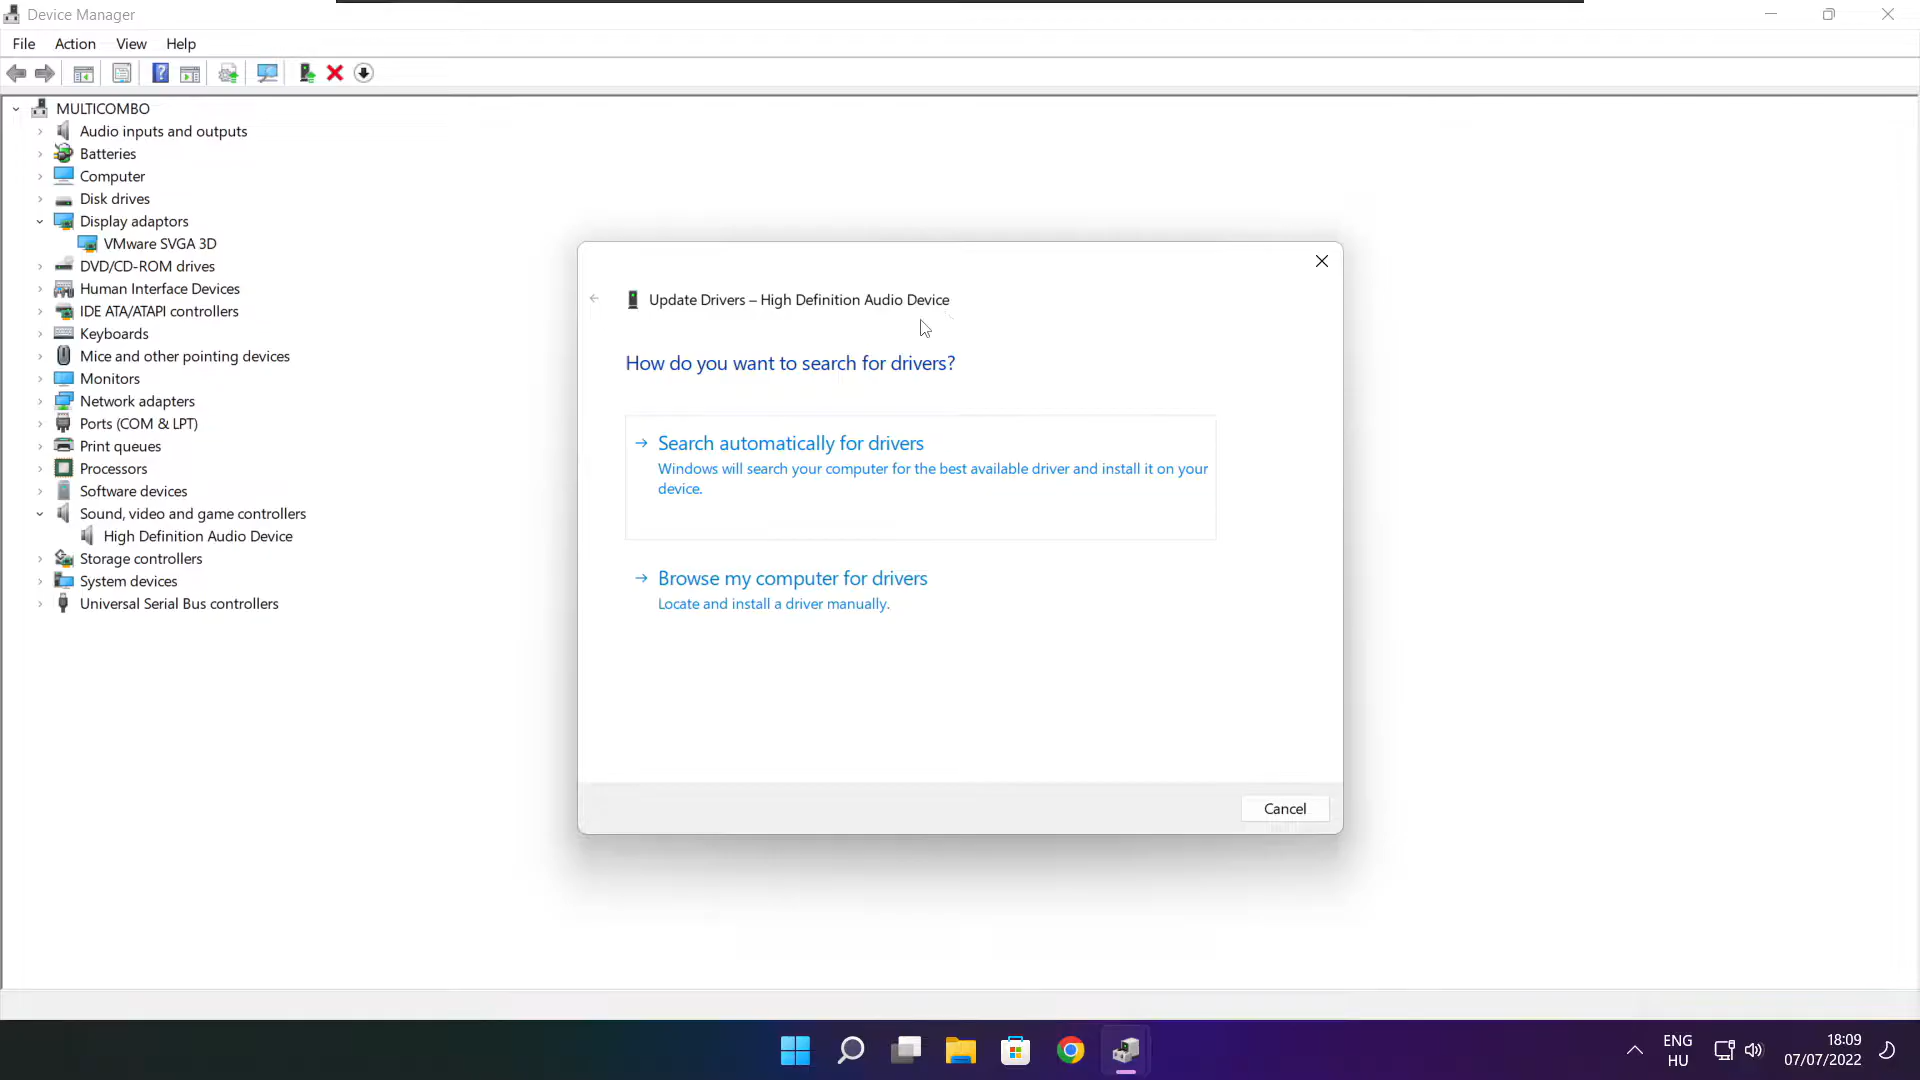 Device Manager
File Action View Help
MULTICOMBO
Audio inputs and outputs
Batteries
Computer
Disk drives
Display adaptors
VMware SVGA 3D
DVD/CD-ROM drives
Human Interface Devices
IDE ATA/ATAPI controllers
Keyboards
Mice and other pointing devices
Monitors
Network adapters
Ports (COM & LPT)
Print queues
Processors
Software devices
Sound, video and game controllers
High Definition Audio Device
Storage controllers
System devices
Universal Serial Bus controllers
Update Drivers – High Definition Audio Device
How do you want to search for drivers?
Search automatically for drivers
Windows will search your computer for the best available driver and install it on your
device.
Browse my computer for drivers
Locate and install a driver manually.
Cancel
ENG
HU
18:09
07/07/2022